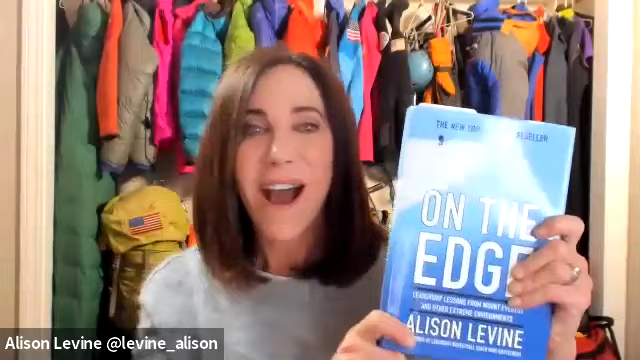 THE NEW YOR SELLER
ON THE
EDGE
LEADERSHIP LESSONS FROM MOUNT EVEREST
AND OTHER EXTREME ENVIRONMENTS
ALISON LEVINE
Alison Levine @levine_alison